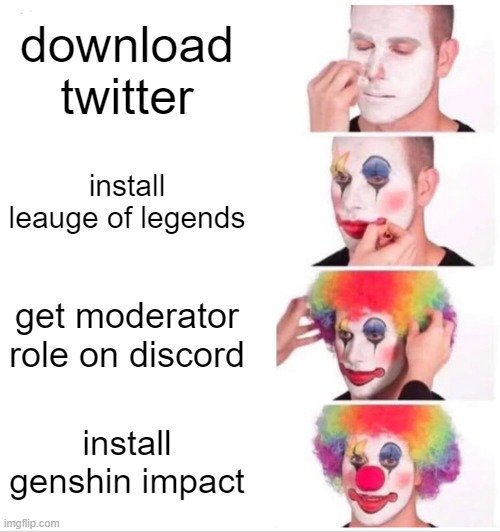 download
twitter
install
leauge of legends
get moderator
role on discord
install
genshin impact
imgflip.com